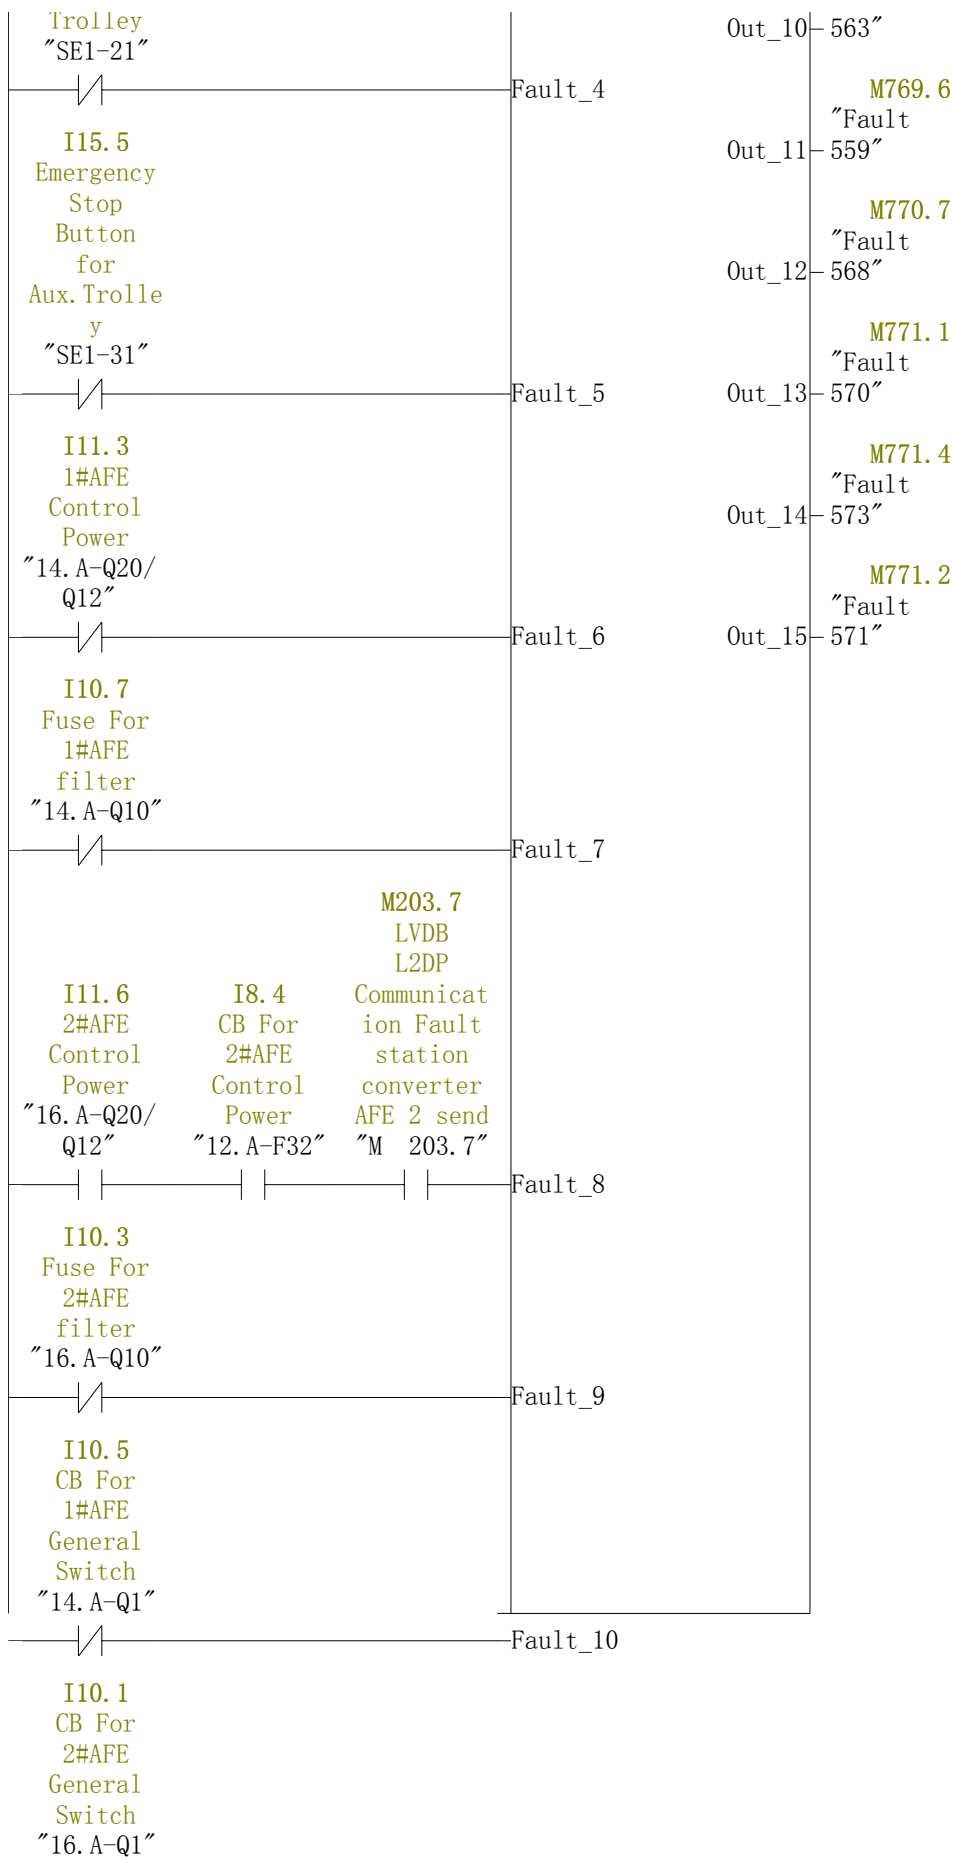 Trolley
"SE1-21"
Fault_4
I15.5
Emergency
Stop
Button
for
Aux.Trolle
y
"SE1-31"
Fault_5
I11.3
1#AFE
Control
Power
"14.A-Q20/
Q12"
Fault_6
I10.7
Fuse For
1#AFE
filter
"14.A-Q10"
Fault_7
I11.6
2#AFE
Control
Power
"16.A-Q20/
Q12"
I8.4
CB For
2#AFE
Control
Power
"12.A-F32"
M203.7
LVDB
L2DP
Communicat
ion Fault
station
converter
AFE 2 send
"M  203.7"
Fault_8
I10.3
Fuse For
2#AFE
filter
"16.A-Q10"
Fault_9
I10.5
CB For
1#AFE
General
Switch
"14.A-Q1"
Fault_10
I10.1
CB For
2#AFE
General
Switch
"16.A-Q1"
Out_10 563"
M769.6
"Fault
Out_11 559"
M770.7
"Fault
Out_12 568"
M771.1
"Fault
Out_13 570"
M771.4
"Fault
Out_14 573"
M771.2
"Fault
Out_15 571"